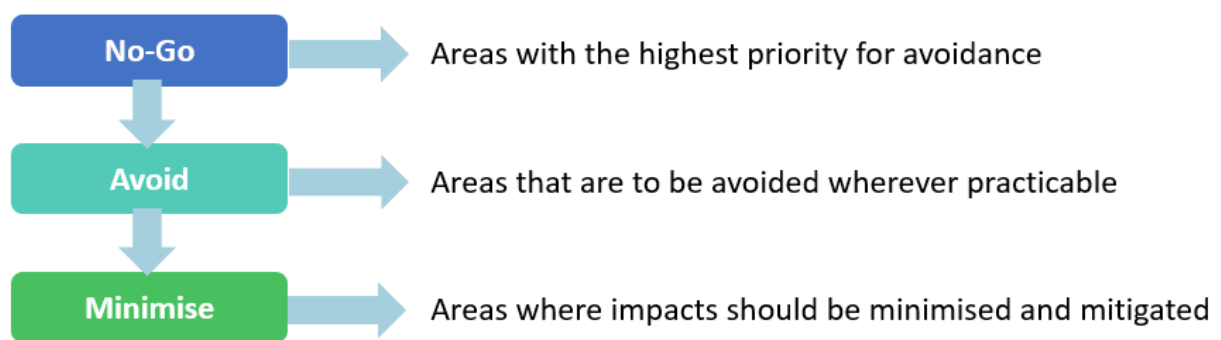 No-Go
Areas with the highest priority for avoidance
Avoid
Areas that are to be avoided wherever practicable
Minimise
Areas where impacts should be minimised and mitigated